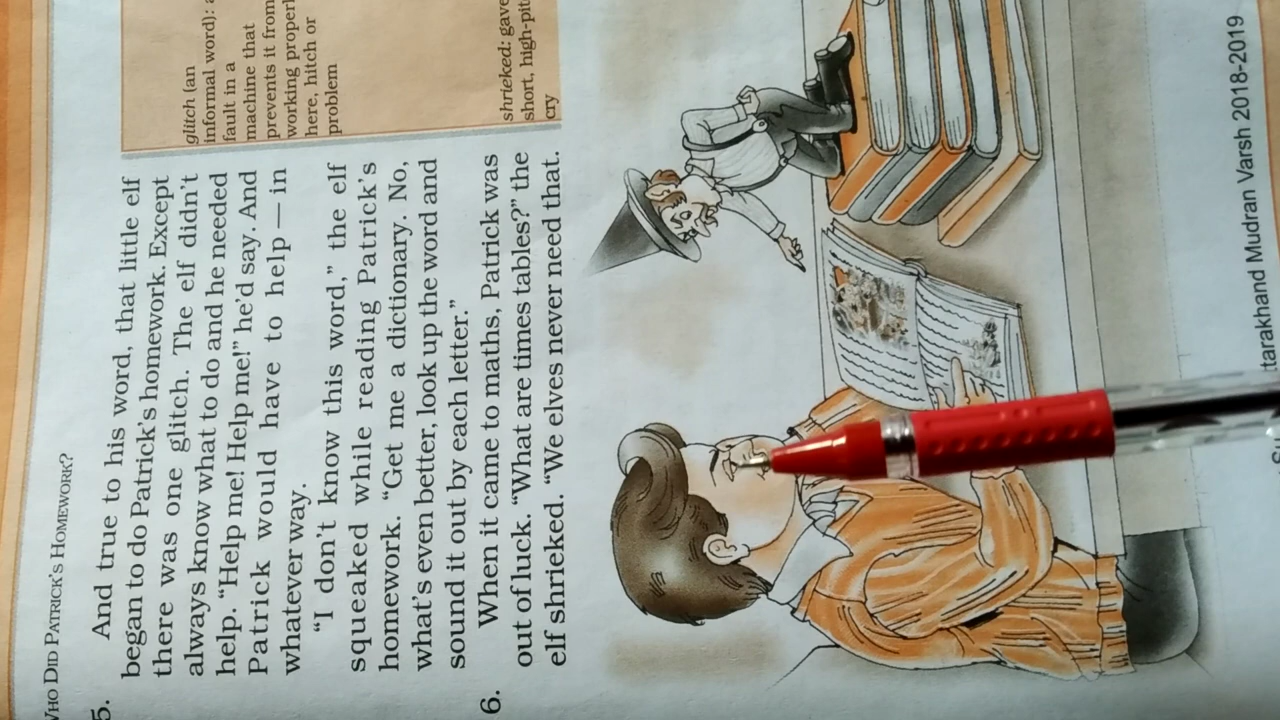 WHO DID PATRICK'S HOMEWORK?
5. And true to his word, that little elf
began to do Patrick's homework. Except
there was one glitch. The elf didn't
always know what to do and he needed
help. “Help me! Help me!” he'd say. And
Patrick would have to help — in
whatever way.
“I don't know this word,” the elf
squeaked while reading Patrick's
homework. “Get me a dictionary. No,
what's even better, look up the word and
sound it out by each letter.”
6. When it came to maths, Patrick was
out of luck. “What are times tables?” the
elf shrieked. “We elves never need that.
glitch (an
informal word): a
fault in a
machine that
prevents it from
working properly
here, hitch or
problem
shrieked: gave
short, high-pit
cry
tarakhand Mudran Varsh 2018-2019